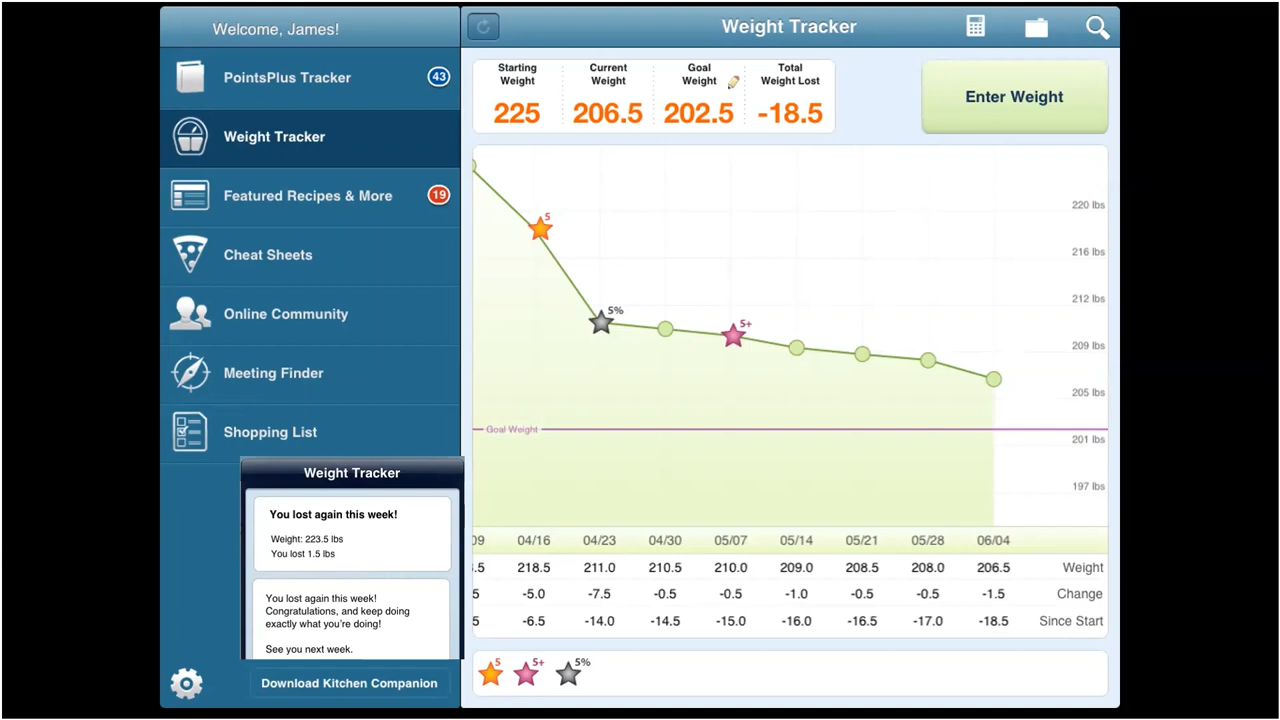 Welcome, James!
PointsPlus Tracker
43
Weight Tracker
Featured Recipes & More
19
Cheat Sheets
Online Community
Meeting Finder
Shopping List
Weight Tracker
You lost again this week!
Weight: 223.5 lbs
You lost 1.5 lbs
You lost again this week!
Congratulations, and keep doing
exactly what you're doing!
See you next week.
Download Kitchen Companion
Weight Tracker
Starting Weight
225
Current Weight
206.5
Goal Weight
202.5
Total Weight Lost
-18.5
Enter Weight
5
5%
5+
Goal Weight
220 lbs
216 lbs
212 lbs
209 lbs
205 lbs
201 lbs
197 lbs
09 04/16 04/23 04/30 05/07 05/14 05/21 05/28 06/04
.5 218.5 211.0 210.5 210.0 209.0 208.5 208.0 206.5 Weight
5 -5.0 -7.5 -0.5 -0.5 -1.0 -0.5 -0.5 -1.5 Change
5 -6.5 -14.0 -14.5 -15.0 -16.0 -16.5 -17.0 -18.5 Since Start
5 5+ 5%